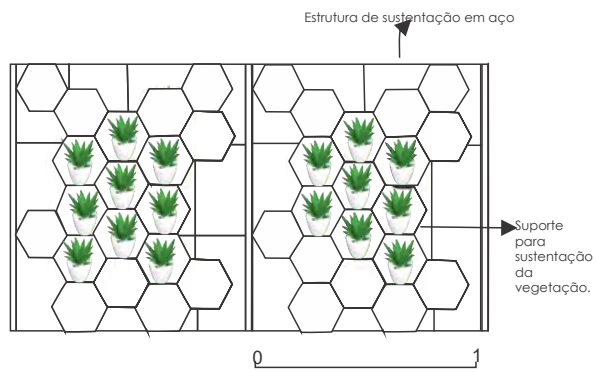 Estrutura de sustentação em aço
Suporte
para
sustentação
da
vegetação.
0 1